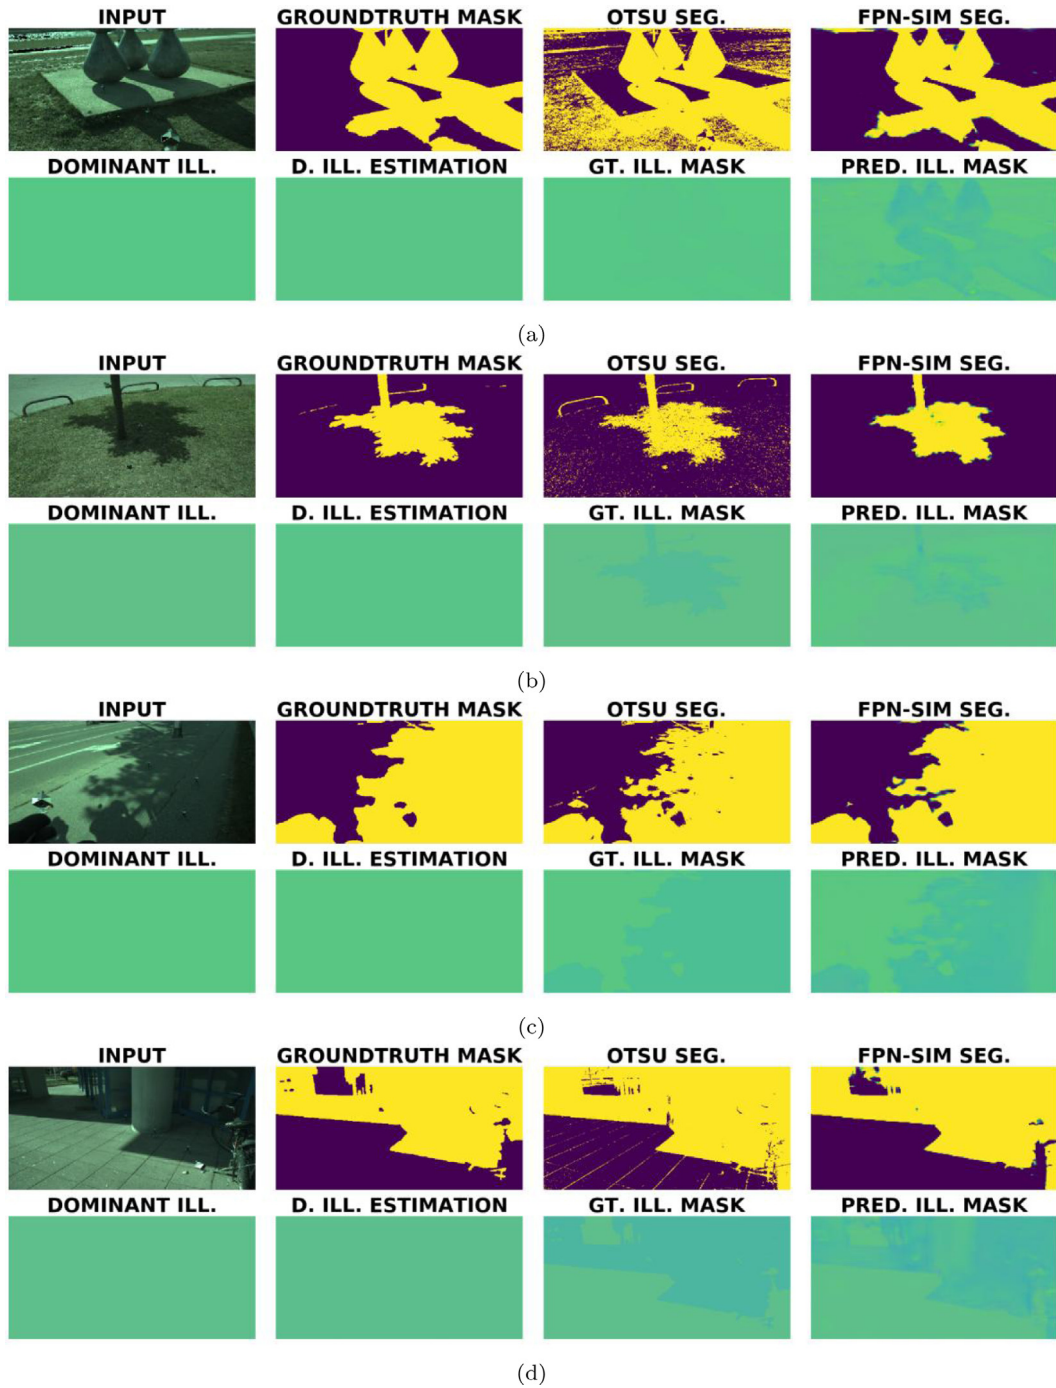 INPUT GROUNDTRUTH MASK OTSU SEG. FPN-SIM SEG.
DOMINANT ILL. D. ILL. ESTIMATION GT. ILL. MASK PRED. ILL. MASK
(a)
INPUT GROUNDTRUTH MASK OTSU SEG. FPN-SIM SEG.
DOMINANT ILL. D. ILL. ESTIMATION GT. ILL. MASK PRED. ILL. MASK
(b)
INPUT GROUNDTRUTH MASK OTSU SEG. FPN-SIM SEG.
DOMINANT ILL. D. ILL. ESTIMATION GT. ILL. MASK PRED. ILL. MASK
(c)
INPUT GROUNDTRUTH MASK OTSU SEG. FPN-SIM SEG.
DOMINANT ILL. D. ILL. ESTIMATION GT. ILL. MASK PRED. ILL. MASK
(d)